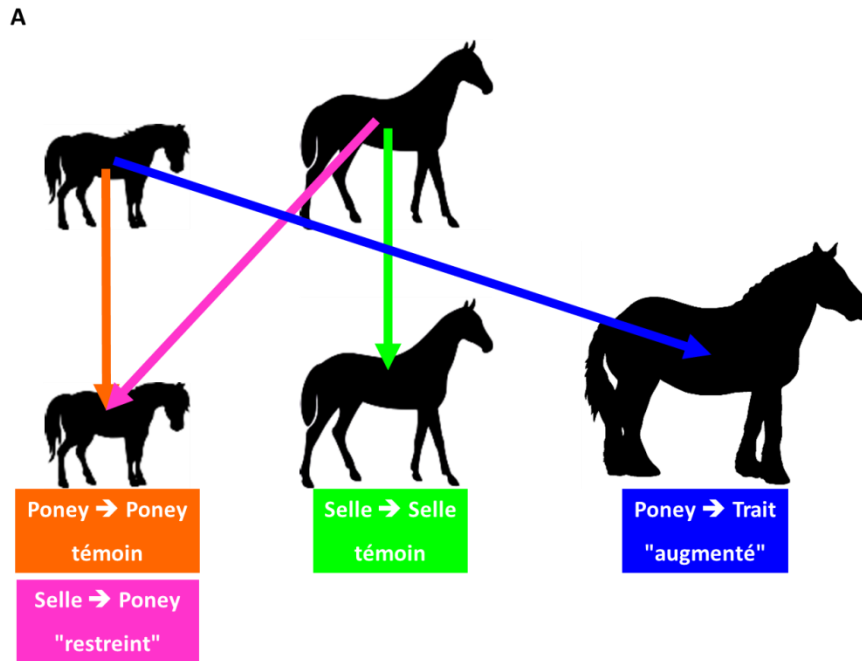 A
Poney ➔ Poney
témoin
Selle ➔ Poney
"restreint"
Selle ➔ Selle
témoin
Poney ➔ Trait
"augmenté"